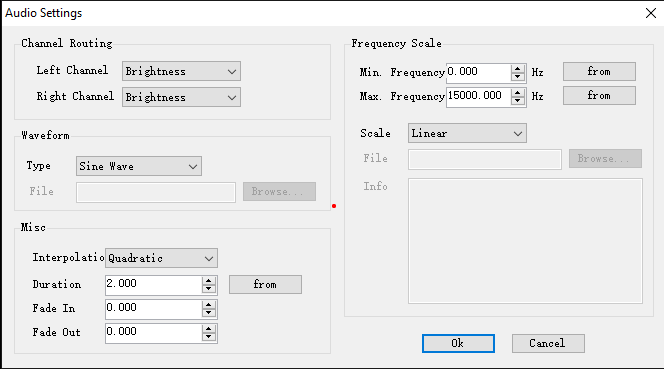 Audio Settings
Channel Routing
Left Channel Brightness
Right Channel Brightness
Waveform
Type Sine Wave
File Browse...
Misc
Interpolatio Quadratic
Duration 2.000 from
Fade In 0.000
Fade Out 0.000
Frequency Scale
Min. Frequency 0.000 Hz from
Max. Frequency 15000.000 Hz from
Scale Linear
File Browse...
Info
Ok Cancel